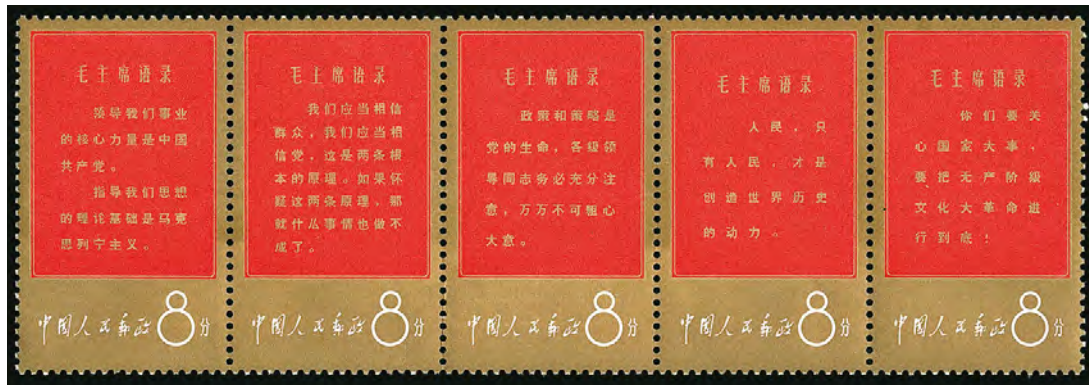 毛主席语录
领导我们事业
的核心力量是中国
共产党。
指导我们思想
的理论基础是马克
思列宁主义。
中国人民邮政8分
毛主席语录
我们应当相信
群众，我们应当相
信党，这是两条根
本的原理。如果怀
疑这两条原理，那
就什么事情也做不
成了。
中国人民邮政8分
毛主席语录
政策和策略是
党的生命，各级领
导同志务必充分注
意，万万不可粗心
大意。
中国人民邮政8分
毛主席语录
人民，只
有人民，才是
创造世界历史
的动力。
中国人民邮政8分
毛主席语录
你们要关
心国家大事，
要把无产阶级
文化大革命进
行到底！
中国人民邮政8分